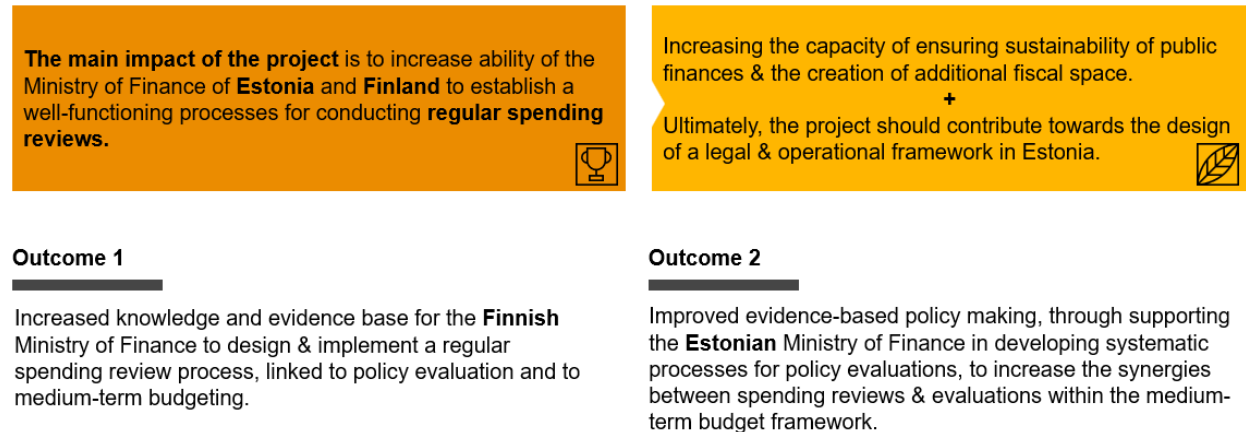 The main impact of the project is to increase ability of the
Ministry of Finance of Estonia and Finland to establish a
well-functioning processes for conducting regular spending
reviews.
Increasing the capacity of ensuring sustainability of public
finances & the creation of additional fiscal space.
+
Ultimately, the project should contribute towards the design
of a legal & operational framework in Estonia.
Outcome 1
Increased knowledge and evidence base for the Finnish
Ministry of Finance to design & implement a regular
spending review process, linked to policy evaluation and to
medium-term budgeting.
Outcome 2
Improved evidence-based policy making, through supporting
the Estonian Ministry of Finance in developing systematic
processes for policy evaluations, to increase the synergies
between spending reviews & evaluations within the medium-
term budget framework.